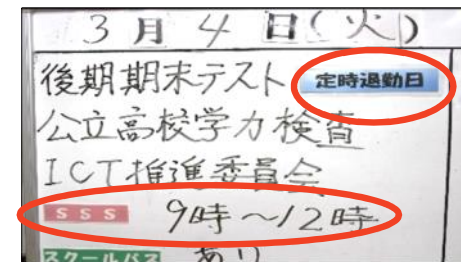 3月4日(火)
後期期末テスト 定時退勤日
公立高校学力検査
ICT推進委員会
SSS 9時~12時
スクールバス あり